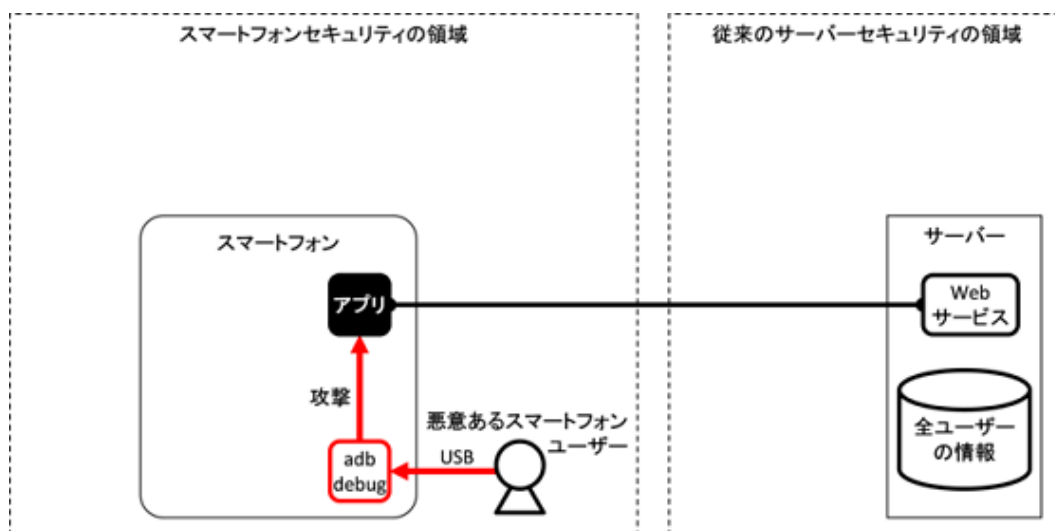 スマートフォンセキュリティの領域
従来のサーバーセキュリティの領域
スマートフォン
サーバー
アプリ
Web
サービス
攻撃
悪意あるスマートフォン
ユーザー
USB
adb
debug
全ユーザー
の情報